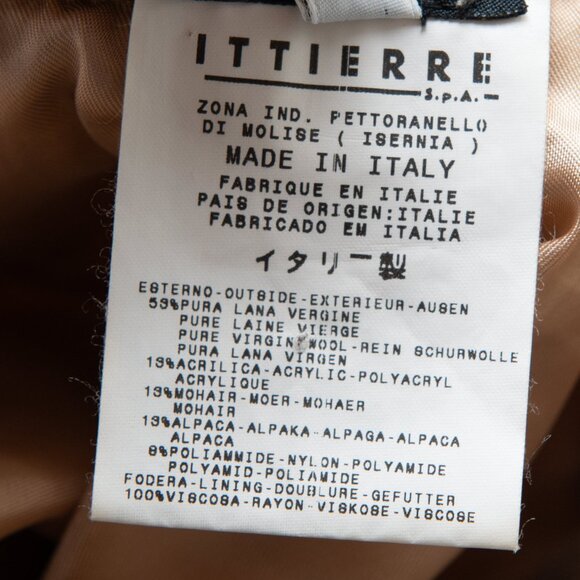 ITTIERRE
S.p.A.
ZONA IND. PETTORANELLO
DI MOLISE ( ISERNIA )
MADE IN ITALY
FABRIQUE EN ITALIE
PAIS DE ORIGEN:ITALIE
FABRICADO EM ITALIA
イタリー製
ESTERNO-OUTSIDE-EXTERIEUR-AUSEN
53%PURA LANA VERGINE
PURE LAINE VIERGE
PURE VIRGIN WOOL-REIN SCHURWOLLE
PURA LANA VIRGEN
13%ACRILICA-ACRYLIC-POLYACRYL
ACRYLIQUE
13%MOHAIR-MOER-MOHAER
MOHAIR
13%ALPACA-ALPAKA-ALPAGA-ALPACA
ALPACA
8%POLIAMMIDE-NYLON-POLYAMIDE
POLYAMID-POLIAMIDE
FODERA-LINING-DOUBLURE-GEFUTTER
100%VISCOSA-RAYON-VISKOSE-VISCOSE